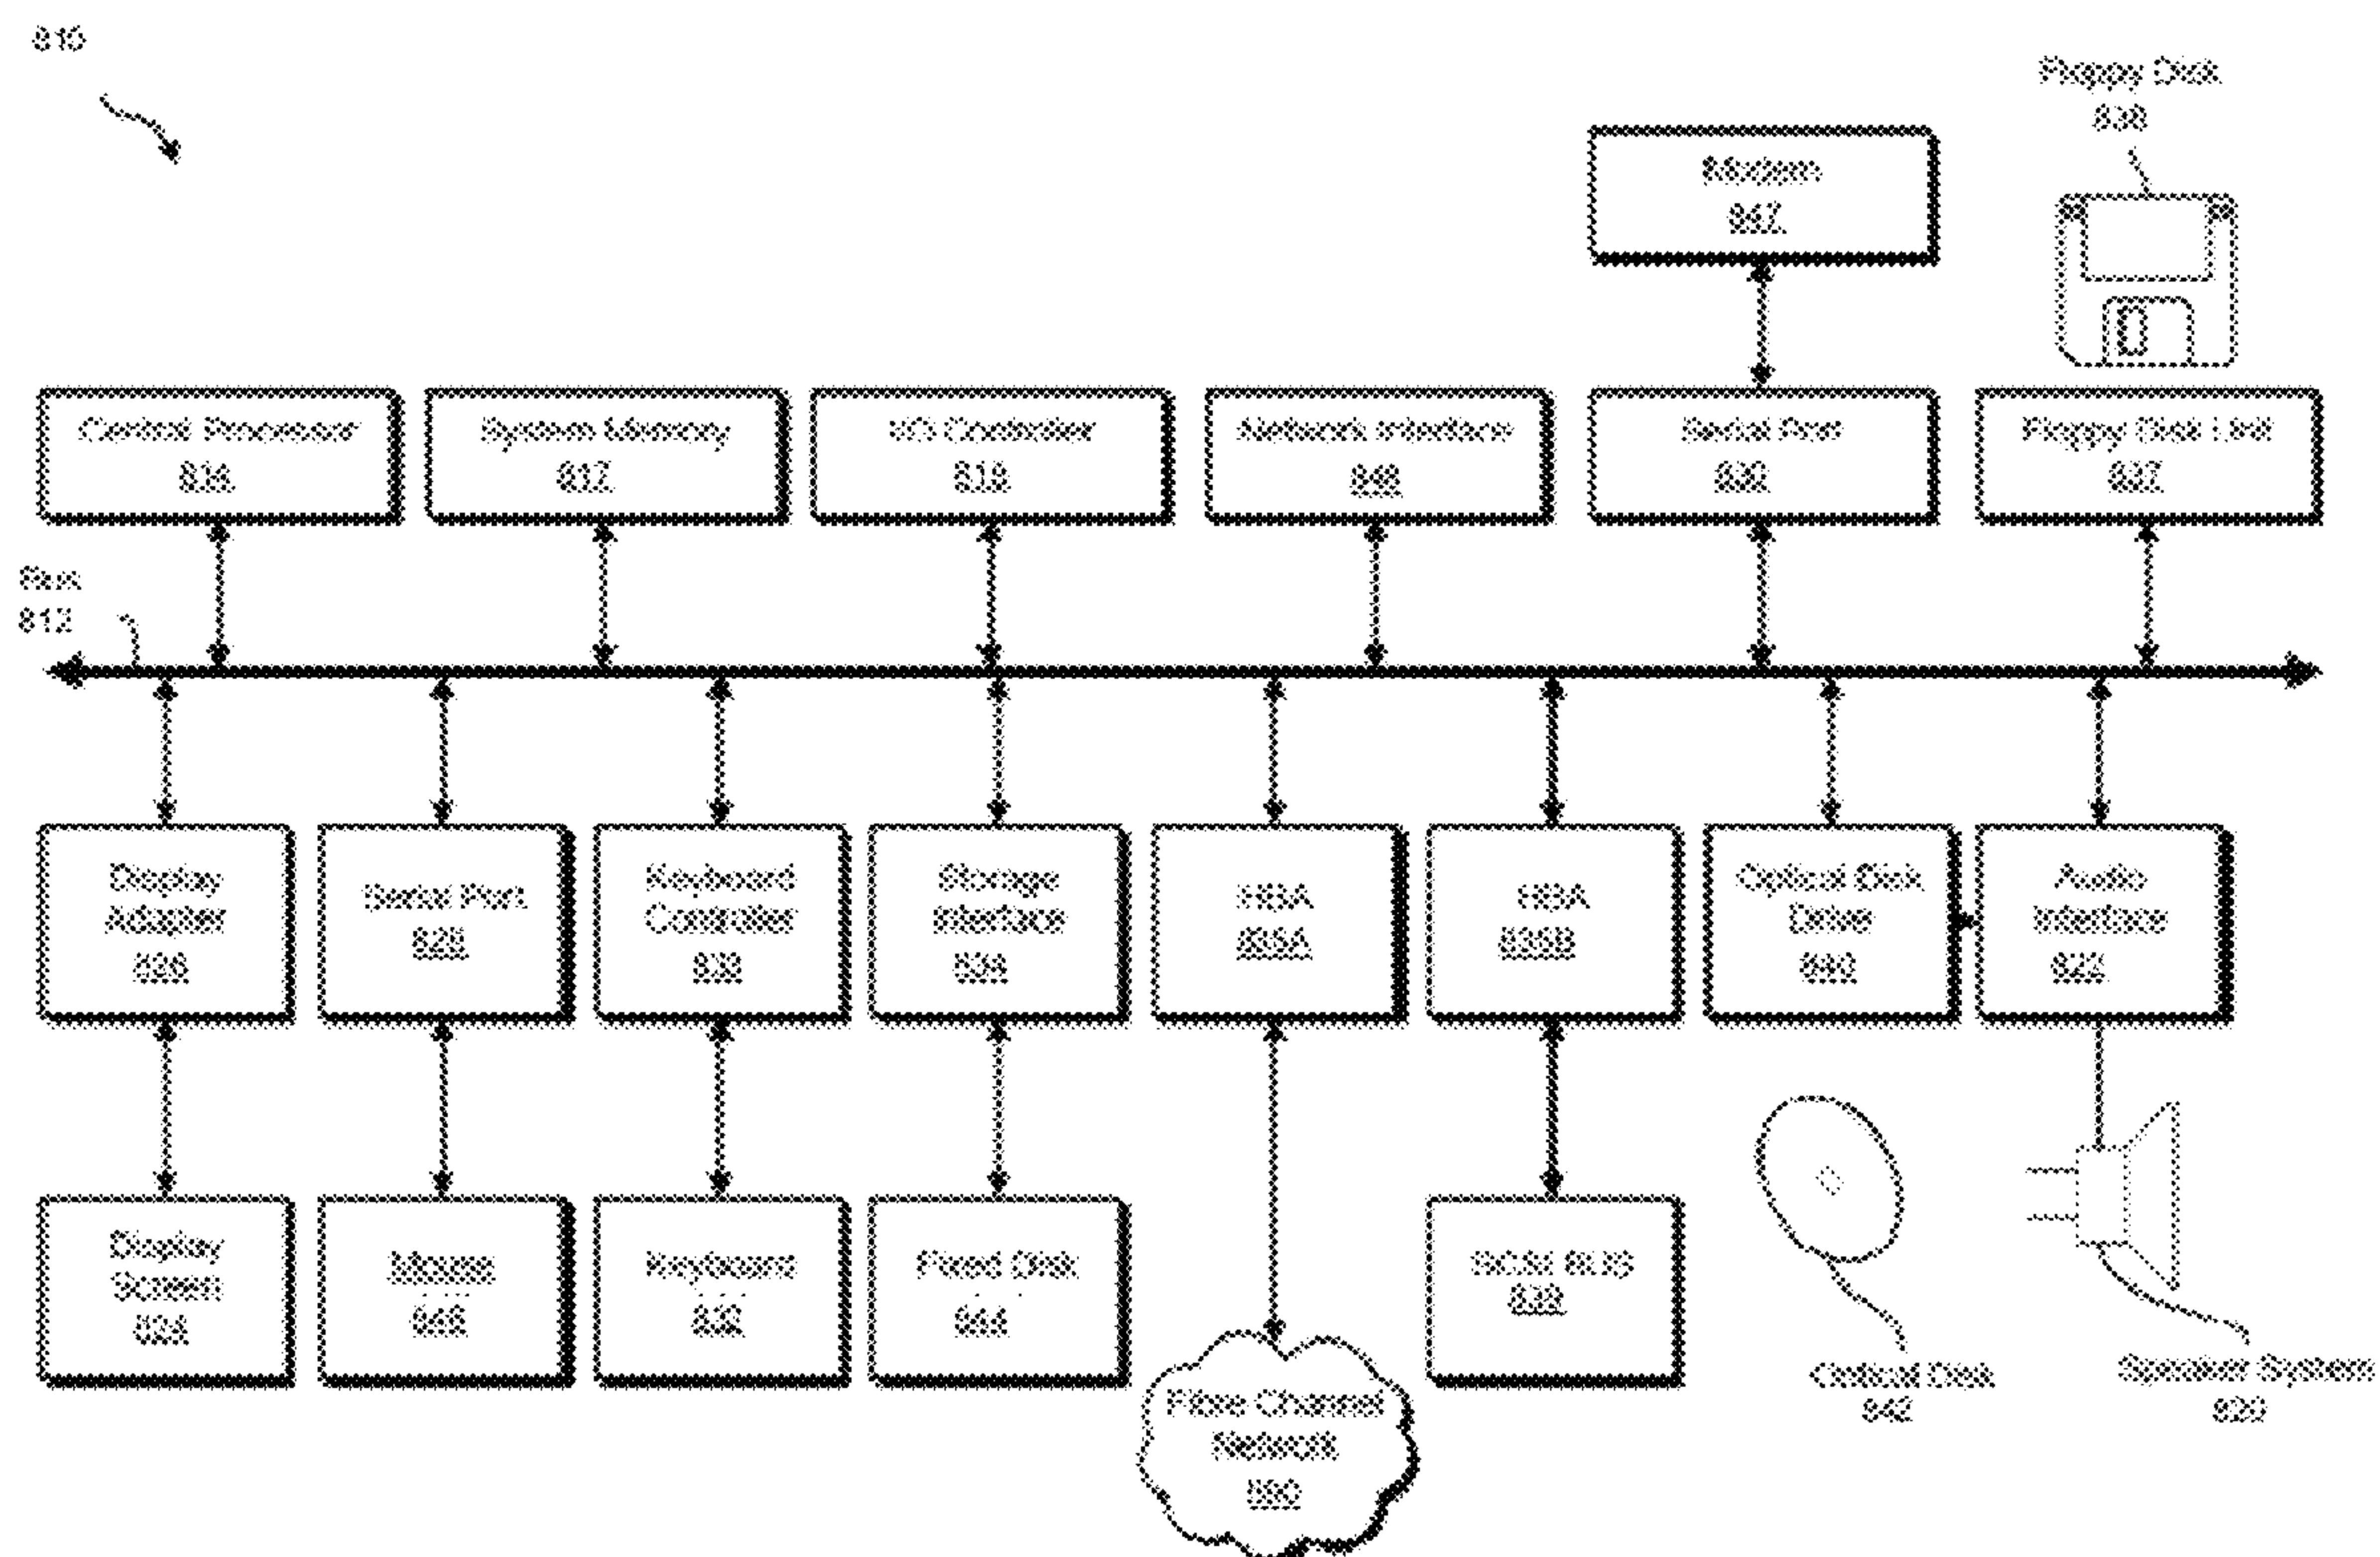 810
Floppy Disk
838
Modem
847
Central Processor
814
System Memory
817
I/O Controller
818
Network Interface
848
Serial Port
830
Floppy Disk Unit
837
Bus
812
Display
Adapter
826
Serial Port
828
Keyboard
Controller
833
Storage
Interface
834
HBA
835A
HBA
835B
Optical Disk
Drive
840
Audio
Interface
822
Display
Screen
824
Mouse
846
Keyboard
832
Fixed Disk
844
SCSI BUS
839
Optical Disk
842
Speaker System
820
Fibre Channel
Network
890